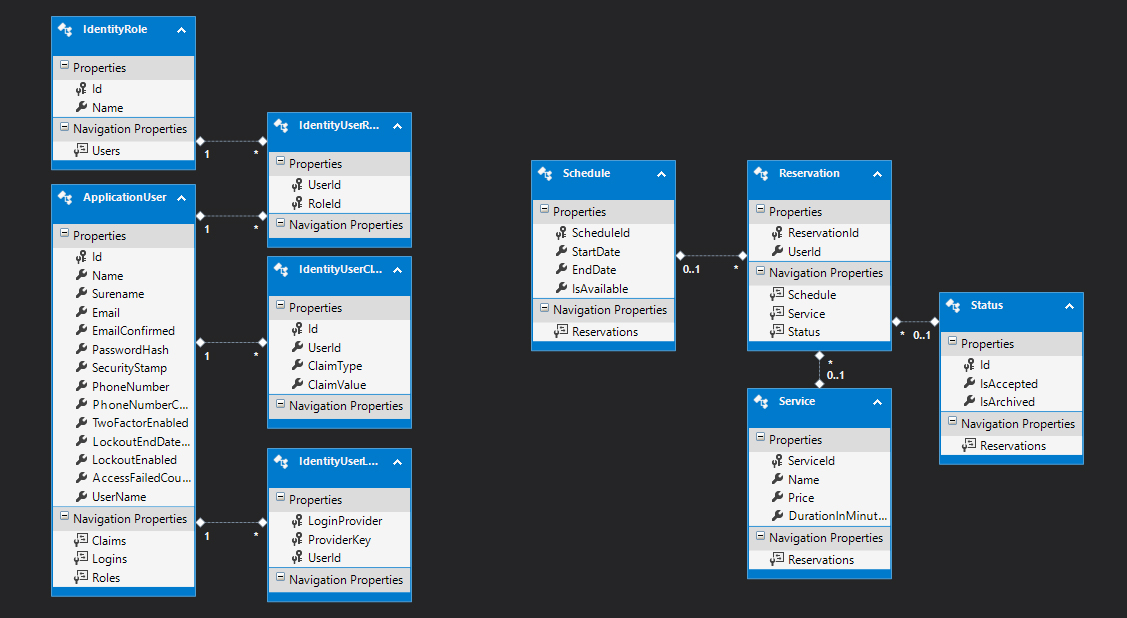 IdentityRole
Properties
Id
Name
Navigation Properties
Users
1
*
ApplicationUser
Properties
Id
Name
Surename
Email
EmailConfirmed
PasswordHash
SecurityStamp
PhoneNumber
PhoneNumberC...
TwoFactorEnabled
LockoutEndDate...
LockoutEnabled
AccessFailedCou...
UserName
Navigation Properties
Claims
Logins
Roles
1
*
1
*
1
*
IdentityUserR...
Properties
UserId
RoleId
Navigation Properties
IdentityUserCl...
Properties
Id
UserId
ClaimType
ClaimValue
Navigation Properties
IdentityUserL...
Properties
LoginProvider
ProviderKey
UserId
Navigation Properties
Schedule
Properties
ScheduleId
StartDate
EndDate
IsAvailable
Navigation Properties
Reservations
0..1
*
Reservation
Properties
ReservationId
UserId
Navigation Properties
Schedule
Service
Status
*
0..1
*
0..1
Service
Properties
ServiceId
Name
Price
DurationInMinut...
Navigation Properties
Reservations
Status
Properties
Id
IsAccepted
IsArchived
Navigation Properties
Reservations